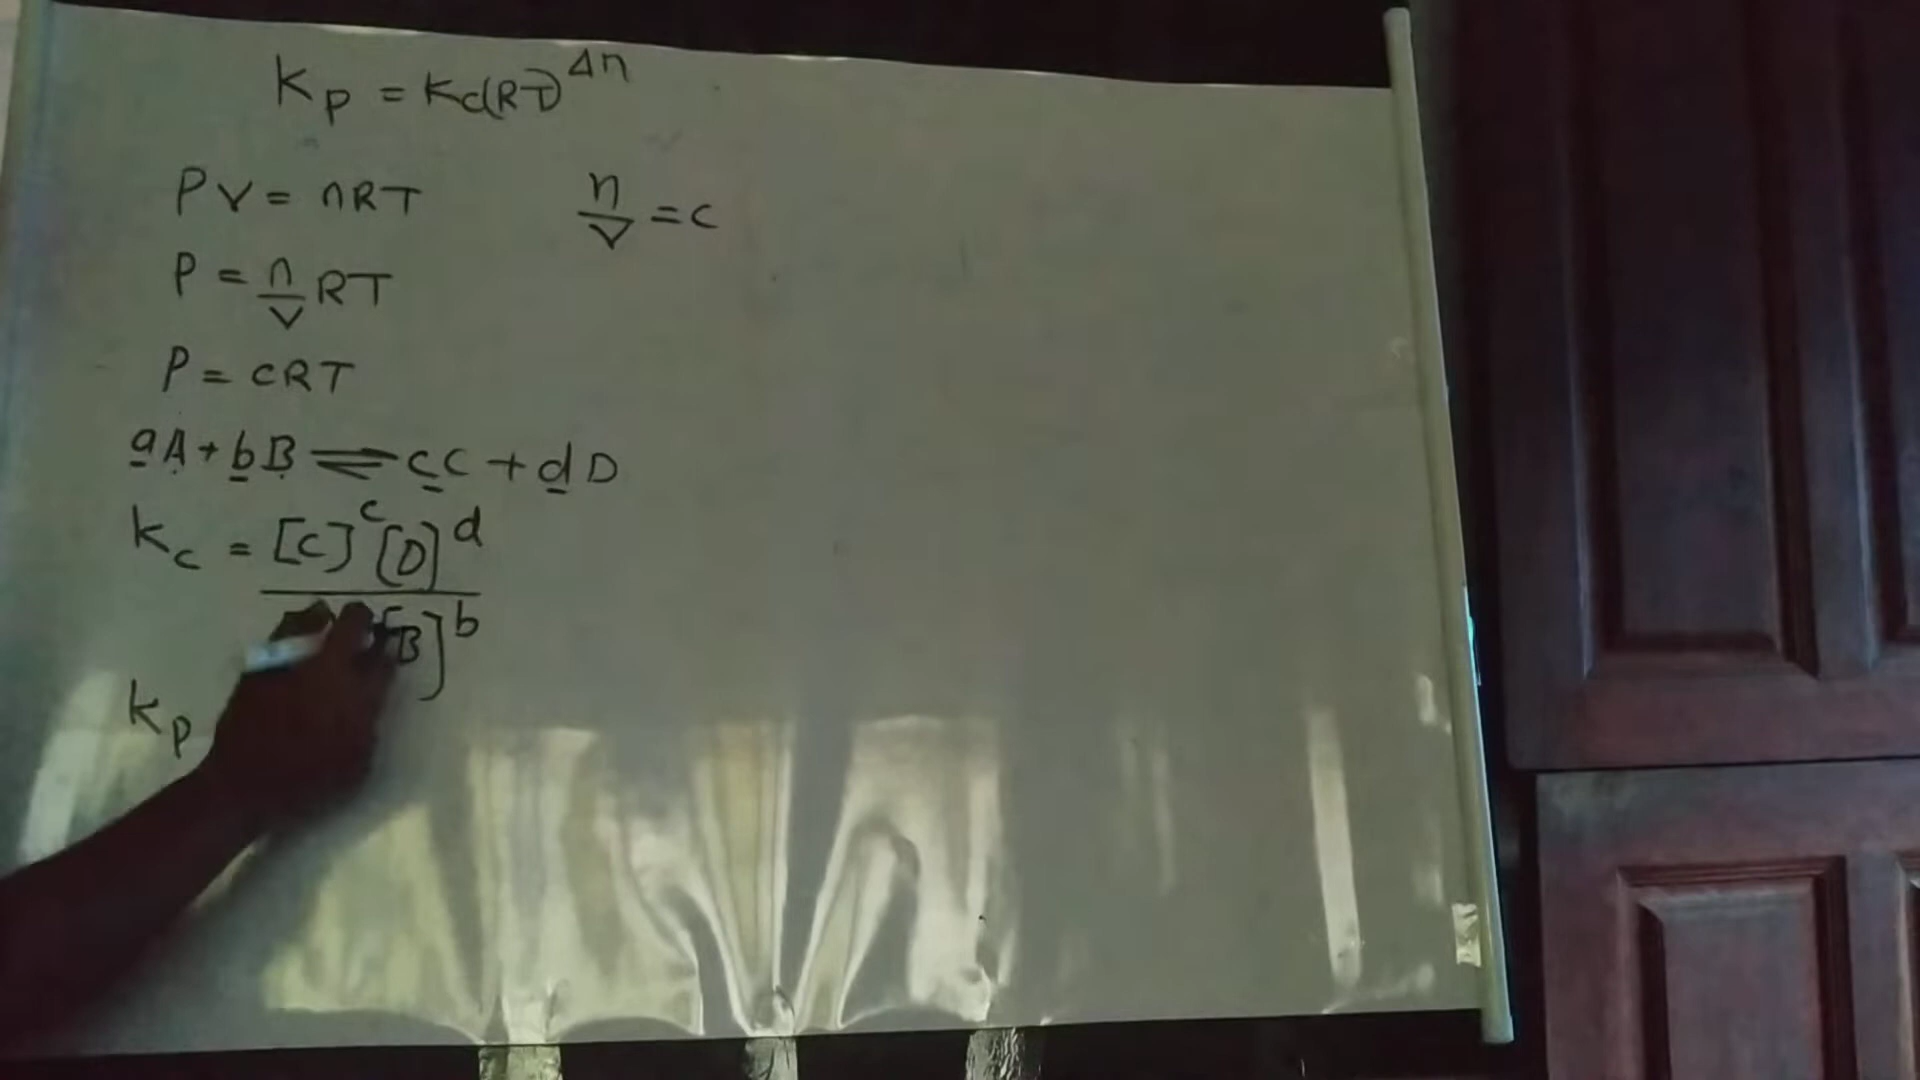 Kp = Kc(RT)^Δn
PV = nRT
n/V = c
P = n/V RT
P = cRT
aA + bB ⇌ cC + dD
Kc = [C]^c [D]^d
[B]^b
Kp